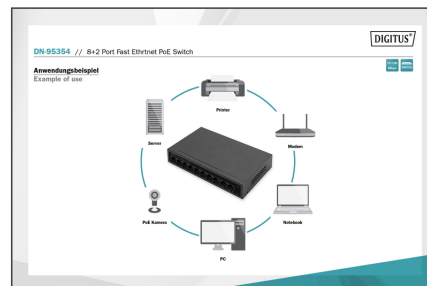 DIGITUS®
DN-95354 // 8+2 Port Fast Ethrtnet PoE Switch
Anwendungsbeispiel
Example of use
Printer
Server
Modem
PoE Kamera
Notebook
PC